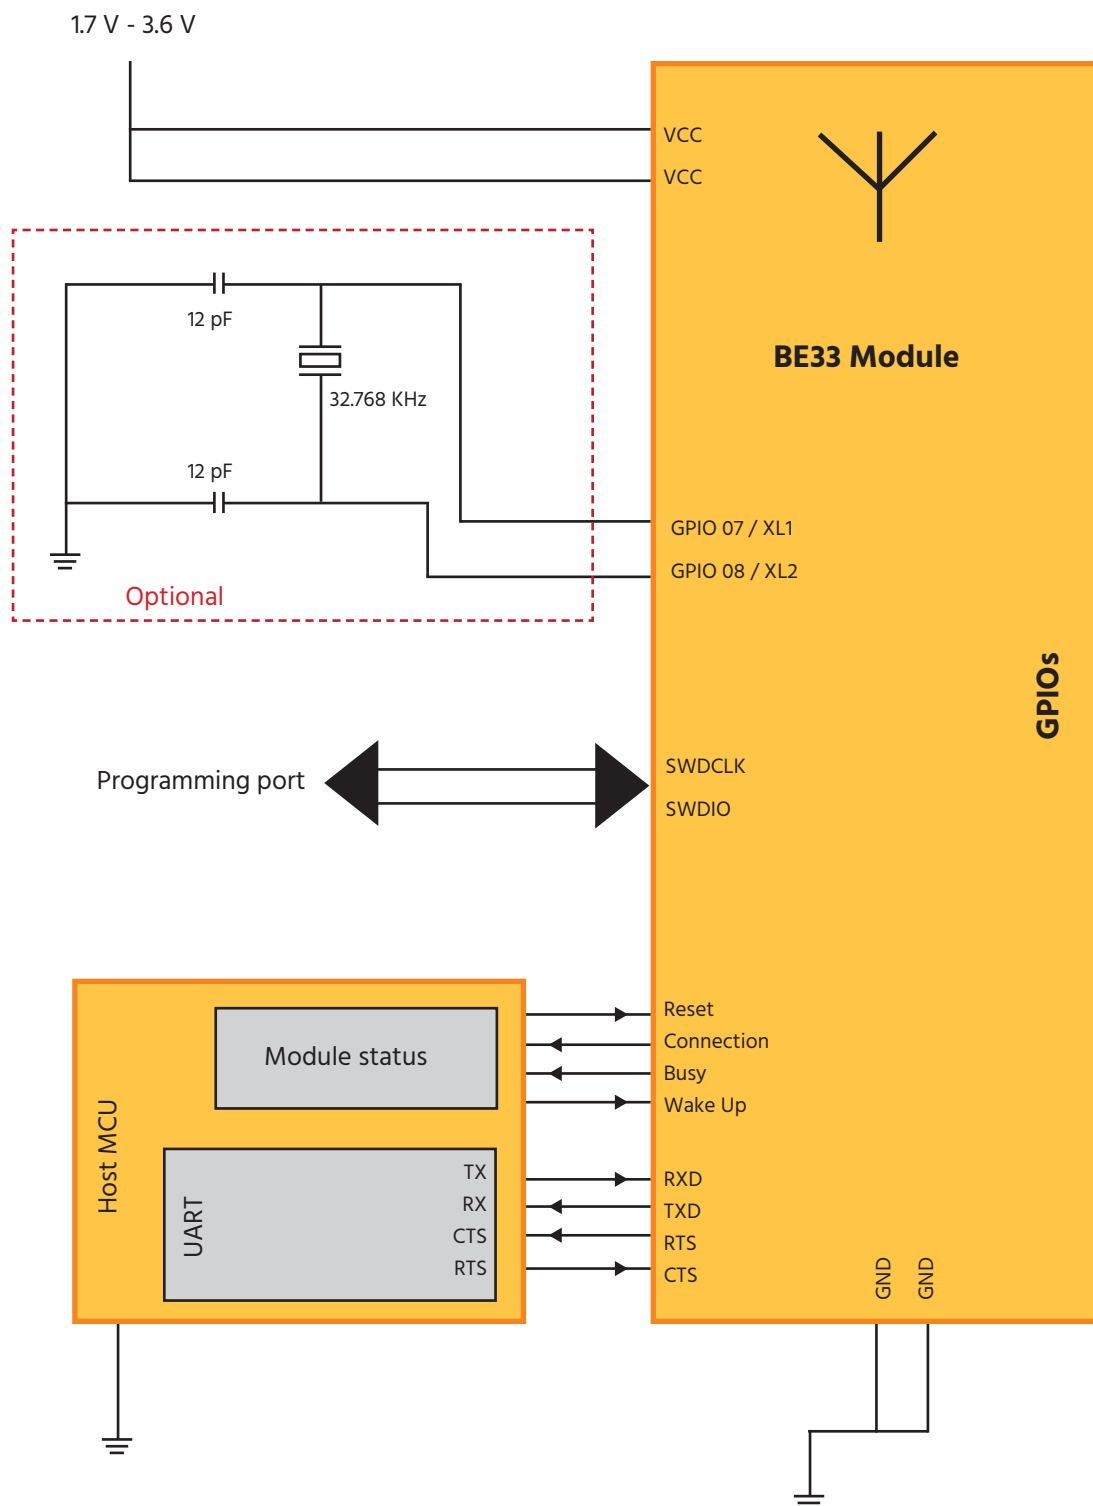 1.7 V - 3.6 V
VCC
VCC
12 pF
BE33 Module
32.768 KHz
12 pF
GPIO 07 / XL1
GPIO 08 / XL2
Optional
GPIOs
Programming port
SWDCLK
SWDIO
Host MCU
Module status
Reset
Connection
Busy
Wake Up
UART
TX
RX
CTS
RTS
RXD
TXD
RTS
CTS
GND
GND